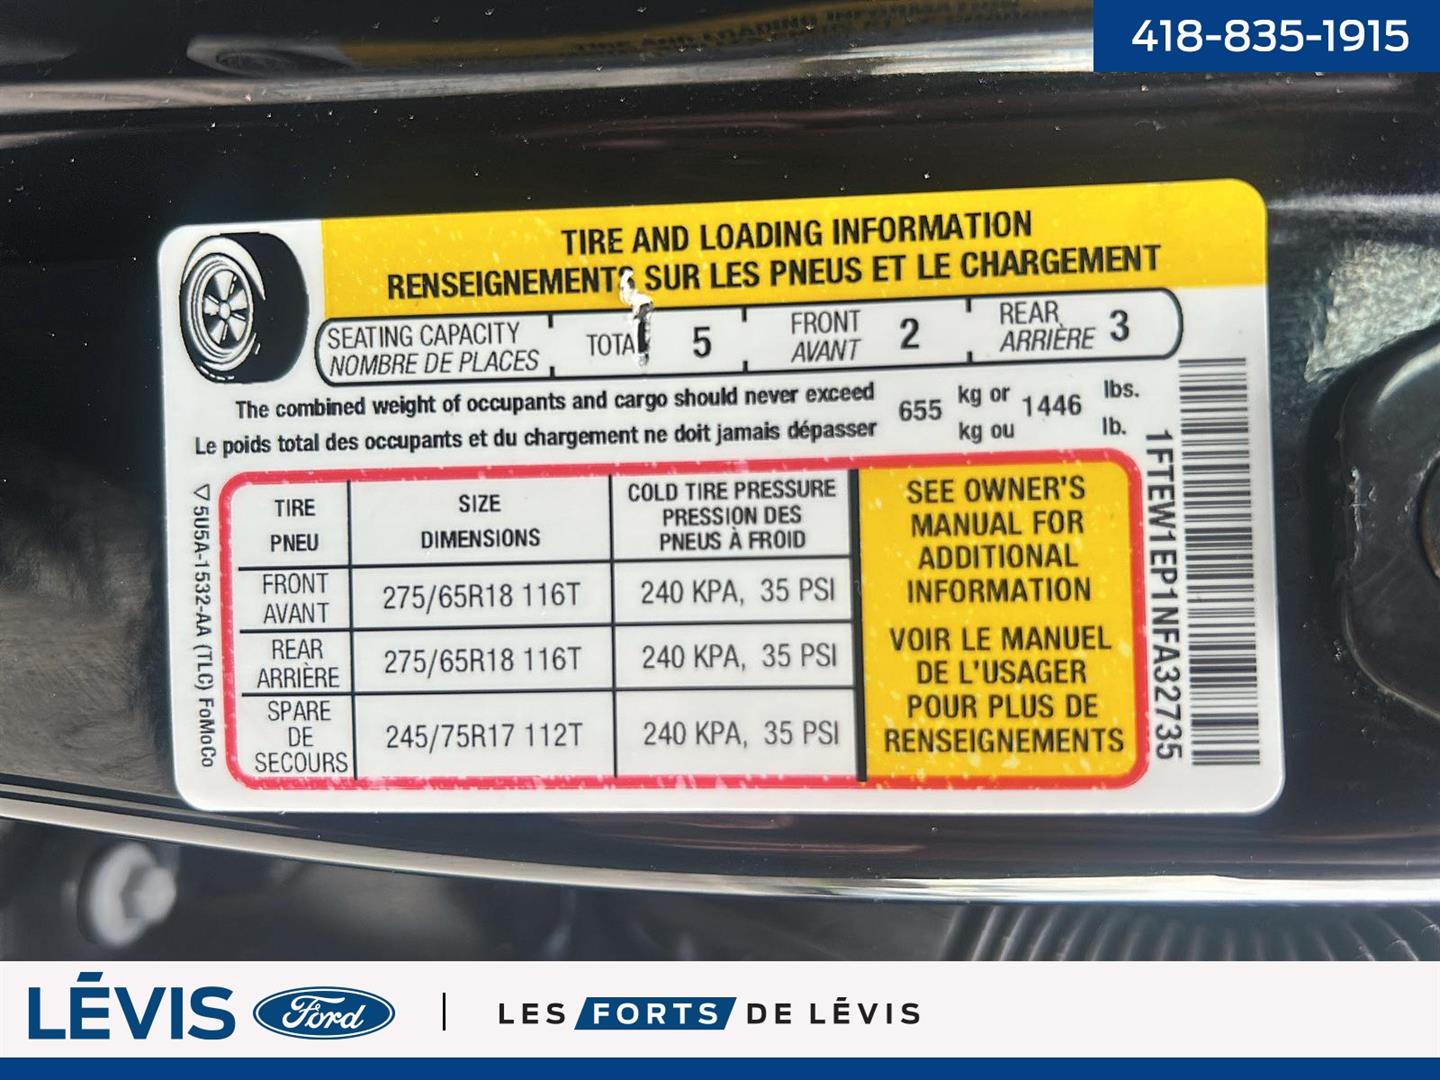 418-835-1915
TIRE AND LOADING INFORMATION
RENSEIGNEMENTS SUR LES PNEUS ET LE CHARGEMENT
SEATING CAPACITY
NOMBRE DE PLACES
TOTAL 5
FRONT
AVANT
2
REAR
ARRIÈRE
3
The combined weight of occupants and cargo should never exceed 655 kg or 1446 lbs.
Le poids total des occupants et du chargement ne doit jamais dépasser kg ou lb.
5U5A-1532-AA (TLC) FoMoCo
TIRE
PNEU
SIZE
DIMENSIONS
COLD TIRE PRESSURE
PRESSION DES
PNEUS À FROID
FRONT
AVANT
275/65R18 116T
240 KPA, 35 PSI
REAR
ARRIÈRE
275/65R18 116T
240 KPA, 35 PSI
SPARE
DE
SECOURS
245/75R17 112T
240 KPA, 35 PSI
SEE OWNER'S
MANUAL FOR
ADDITIONAL
INFORMATION
VOIR LE MANUEL
DE L'USAGER
POUR PLUS DE
RENSEIGNEMENTS
1FTEW1EP1NFA32735
LÉVIS Ford
LES FORTS DE LÉVIS